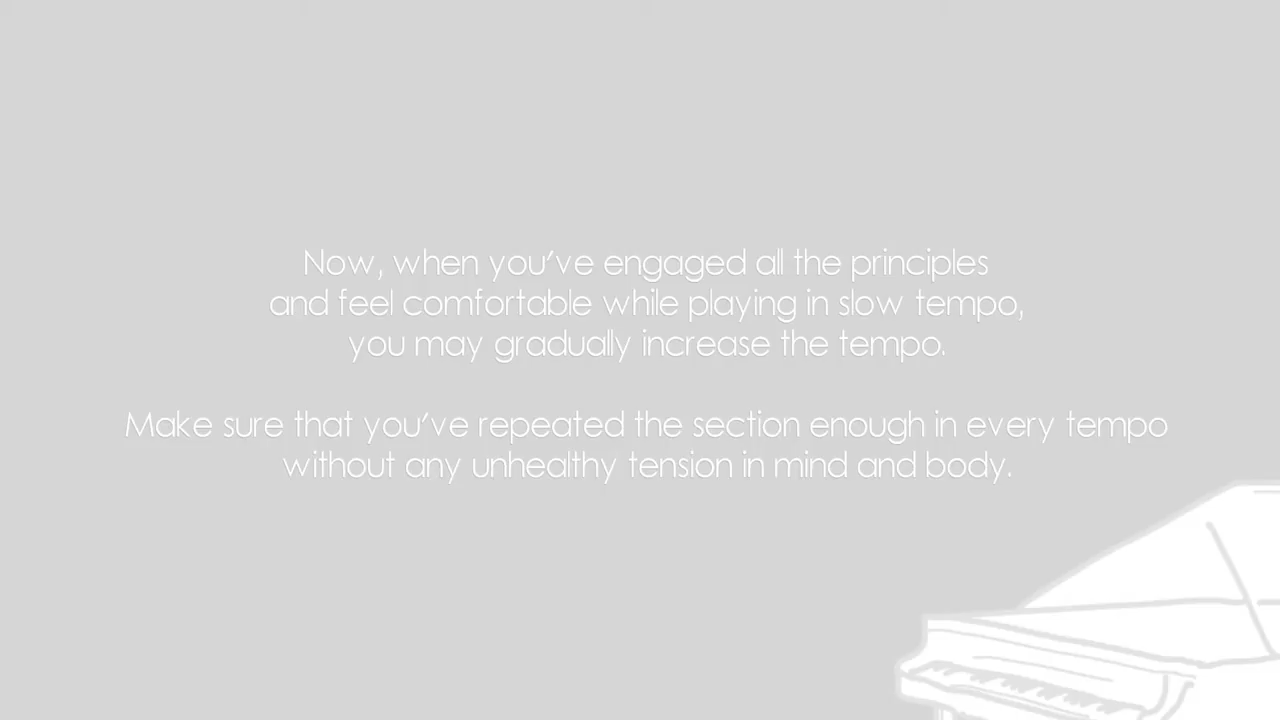 Now, when you've engaged all the principles
and feel comfortable while playing in slow tempo,
you may gradually increase the tempo.
Make sure that you've repeated the section enough in every tempo
without any unhealthy tension in mind and body.